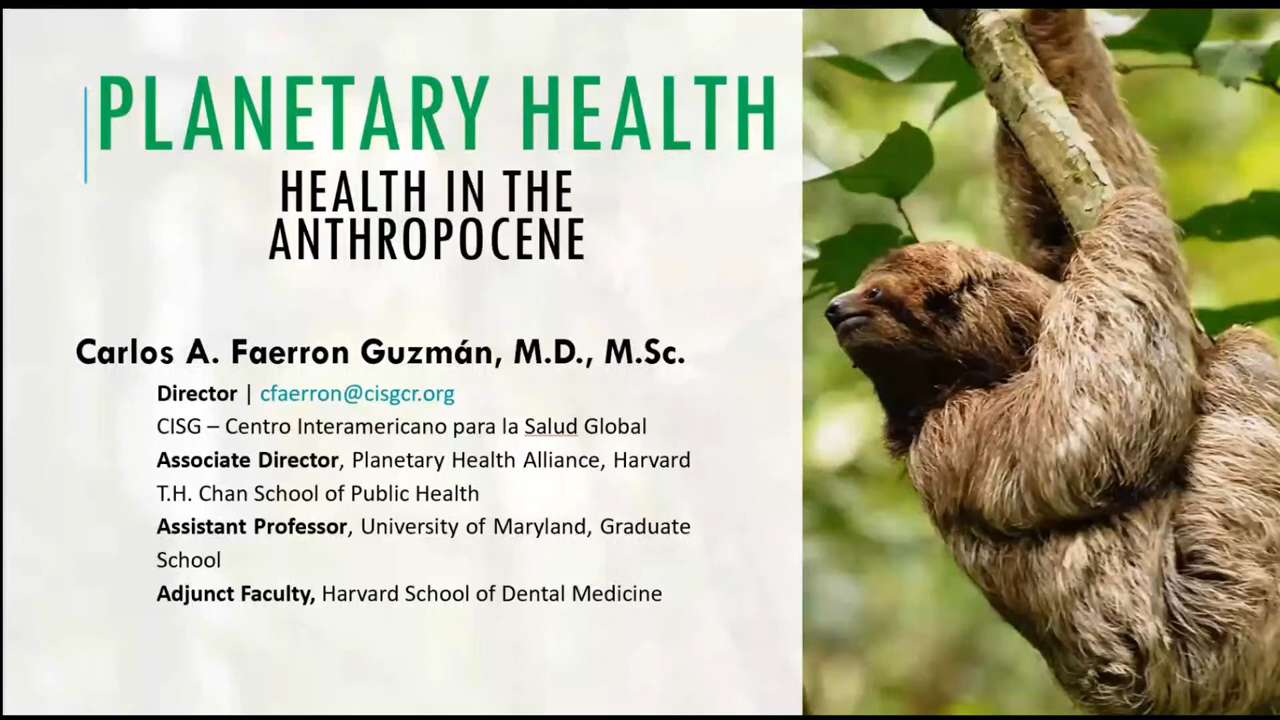 PLANETARY HEALTH
HEALTH IN THE
ANTHROPOCENE
Carlos A. Faerron Guzmán, M.D., M.Sc.
Director | cfaerron@cisgcr.org
CISG – Centro Interamericano para la Salud Global
Associate Director, Planetary Health Alliance, Harvard
T.H. Chan School of Public Health
Assistant Professor, University of Maryland, Graduate
School
Adjunct Faculty, Harvard School of Dental Medicine